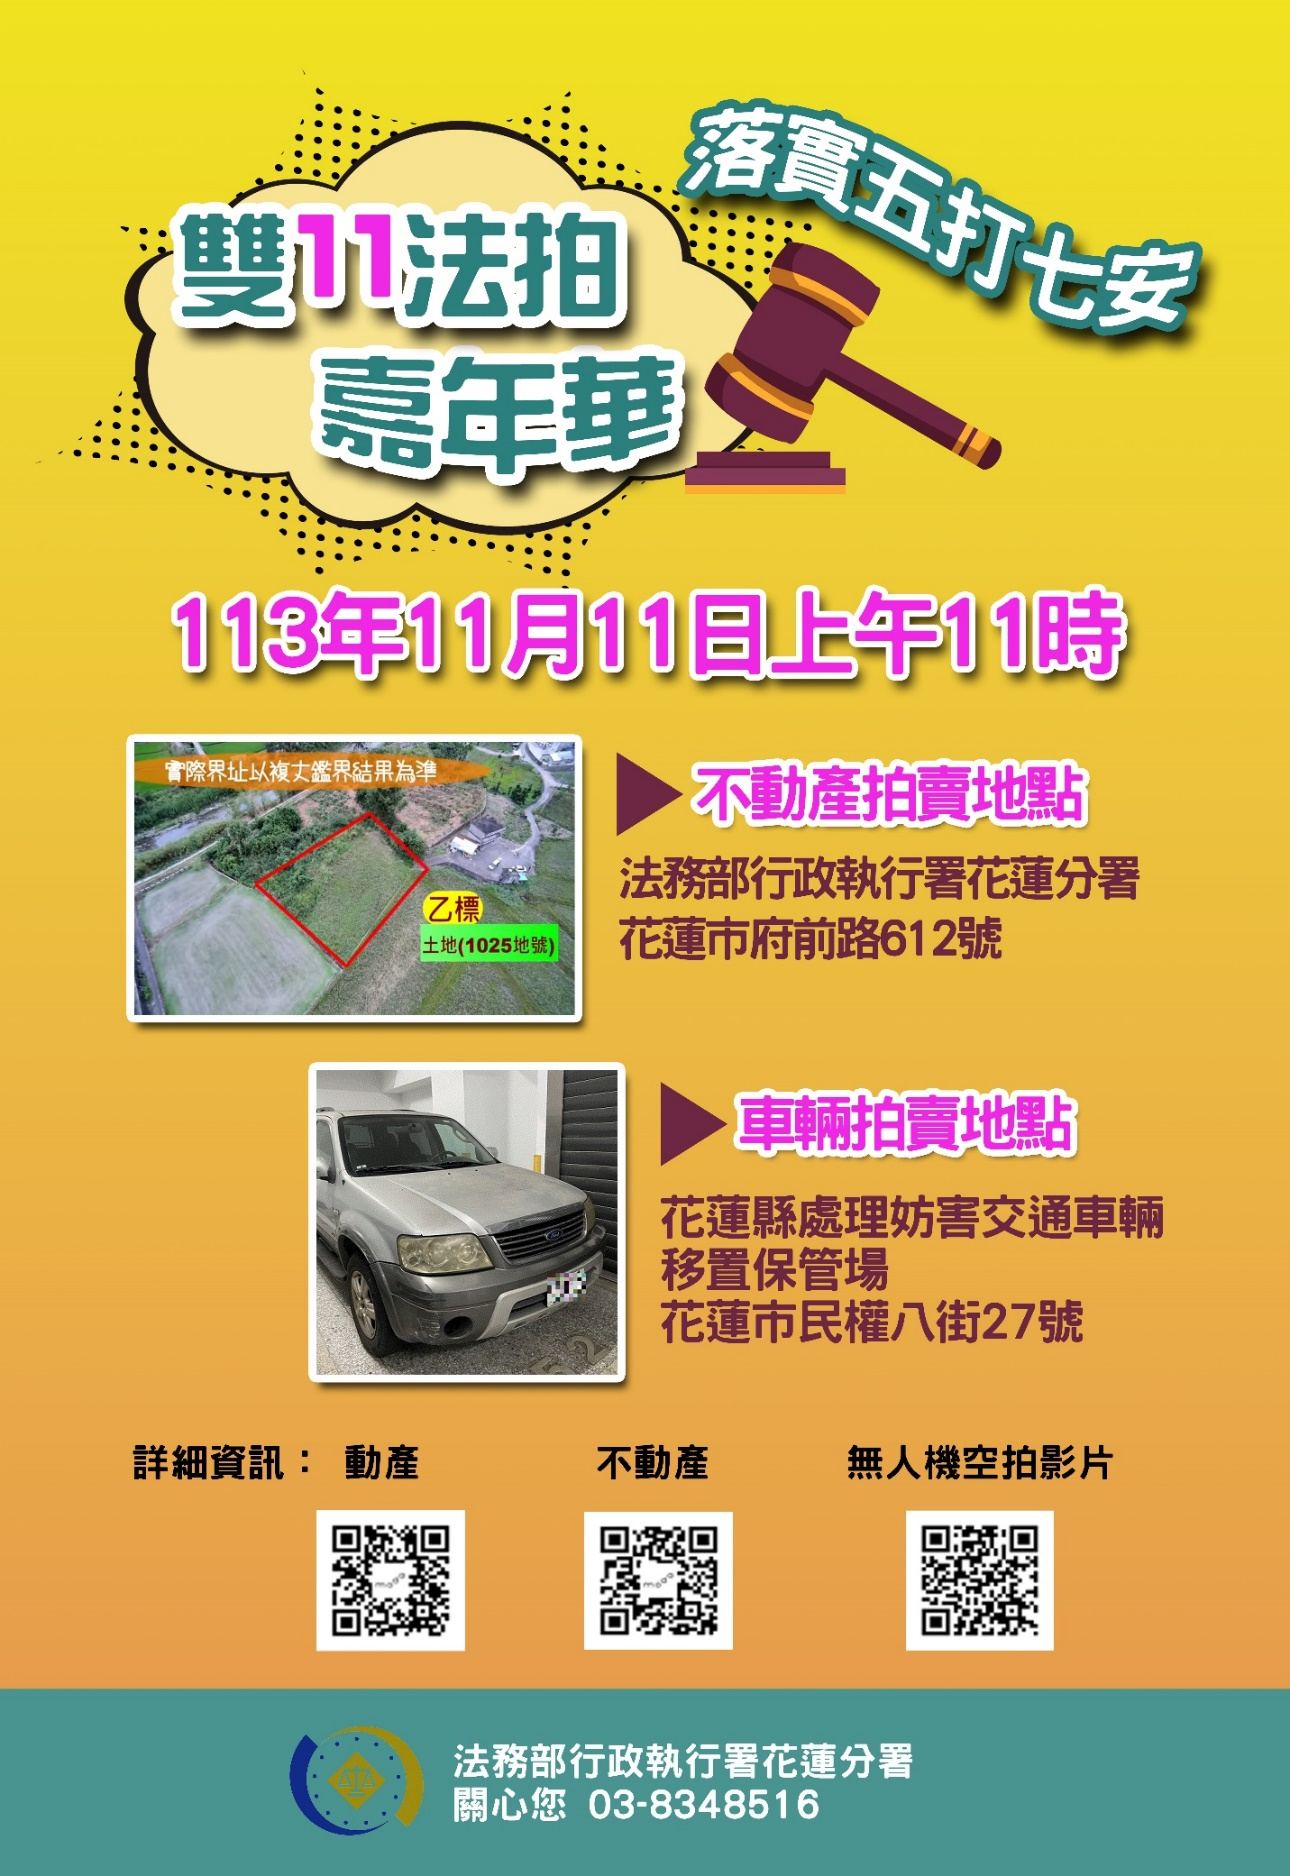 落實五打七安
雙11法拍
嘉年華
113年11月11日上午11時
實際界址以複丈鑑界結果為準
乙標
土地(1025地號)
不動產拍賣地點
法務部行政執行署花蓮分署
花蓮市府前路612號
車輛拍賣地點
花蓮縣處理妨害交通車輛
移置保管場
花蓮市民權八街27號
詳細資訊： 動產 不動產 無人機空拍影片
法務部行政執行署花蓮分署
關心您 03-8348516